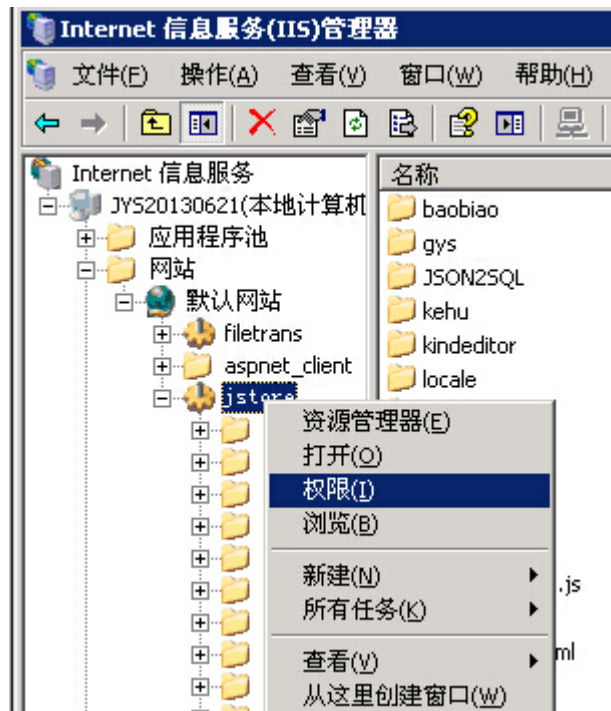 Internet 信息服务(IIS)管理器
文件(F) 操作(A) 查看(V) 窗口(W) 帮助(H)
Internet 信息服务
JYS20130621(本地计算机
应用程序池
网站
默认网站
filetrans
aspnet_client
jstore
名称
baobiao
gys
JSON2SQL
kehu
kindeditor
locale
资源管理器(E)
打开(O)
权限(I)
浏览(B)
新建(N)
所有任务(K)
查看(V)
从这里创建窗口(W)
.js
ml